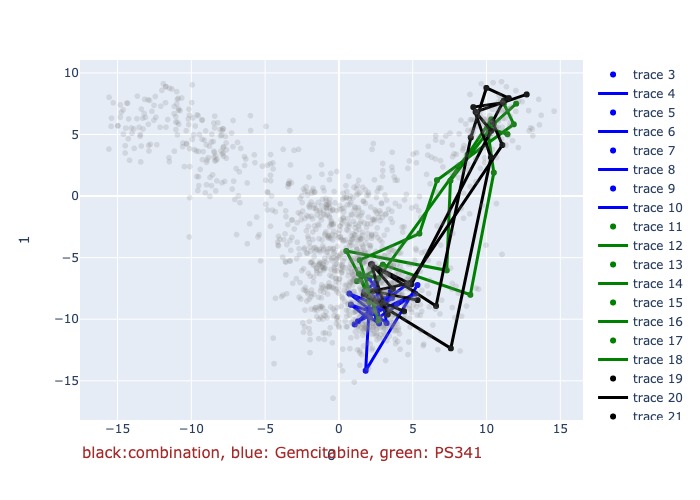 10
5
0
−5
−10
−15
1
−15
−10
−5
0
5
10
15
0
black:combination, blue: Gemcitabine, green: PS341
trace 3
trace 4
trace 5
trace 6
trace 7
trace 8
trace 9
trace 10
trace 11
trace 12
trace 13
trace 14
trace 15
trace 16
trace 17
trace 18
trace 19
trace 20
trace 21